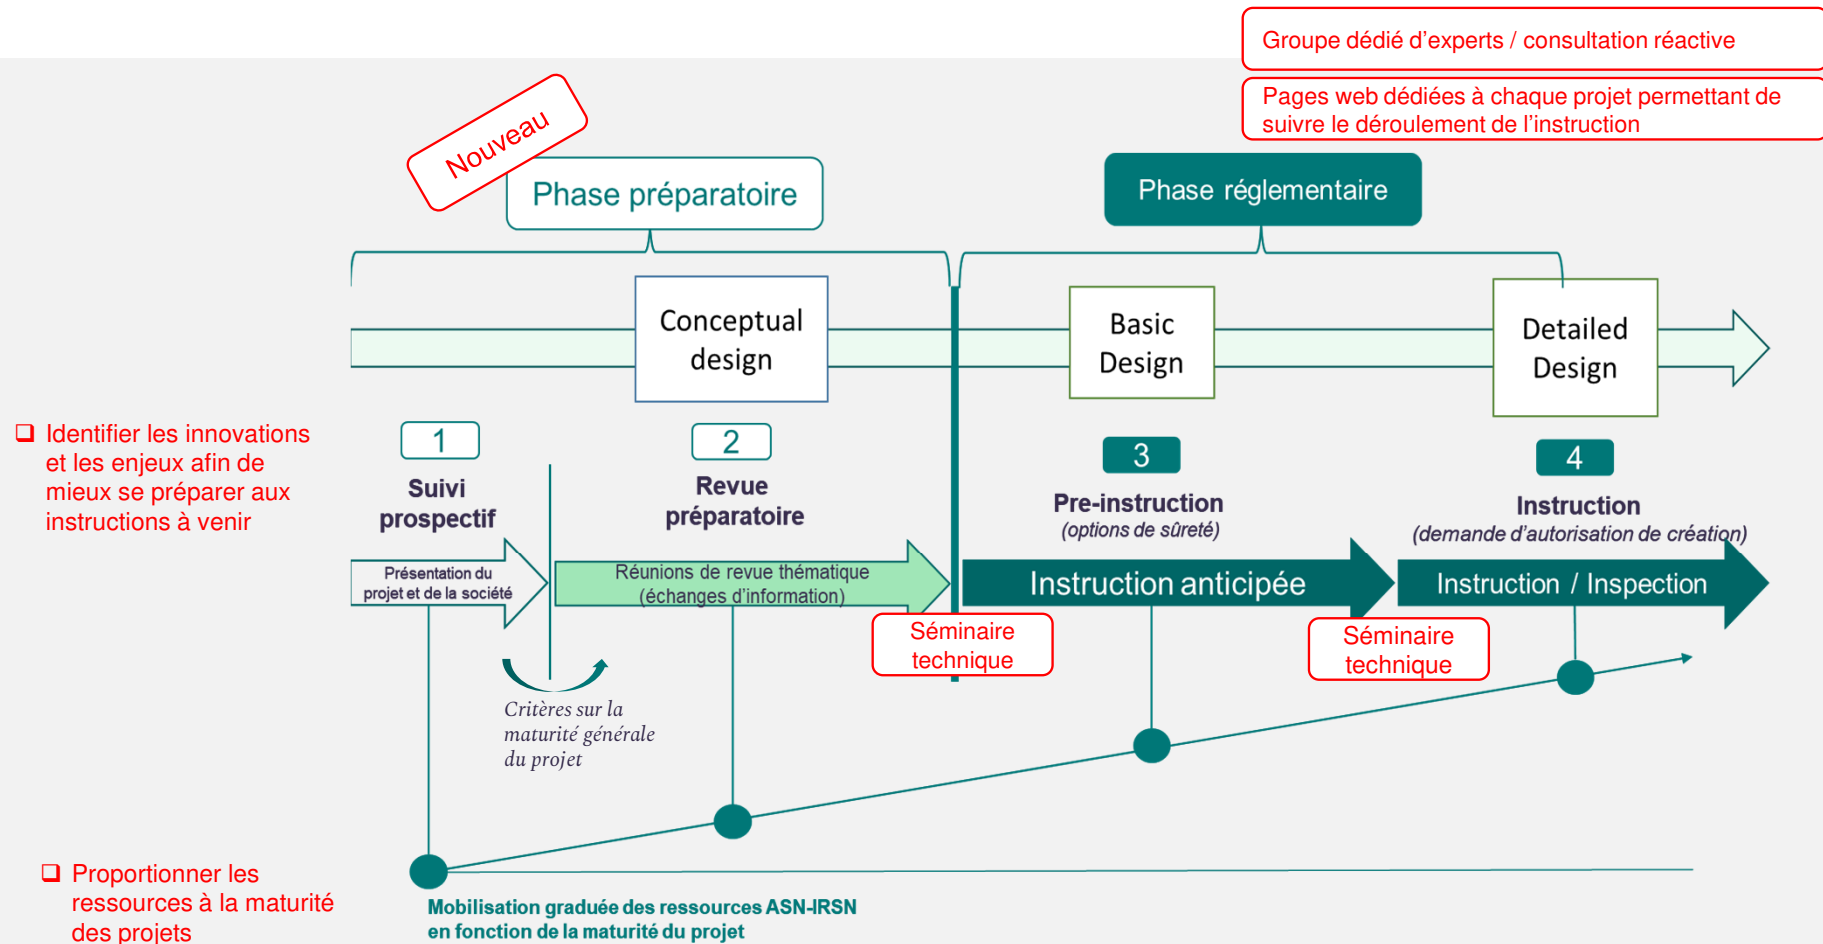 Groupe dédié d'experts / consultation réactive
Pages web dédiées à chaque projet permettant de
suivre le déroulement de l'instruction
Nouveau
Phase préparatoire
Phase réglementaire
Conceptual
design
Basic
Design
Detailed
Design
❑ Identifier les innovations
et les enjeux afin de
mieux se préparer aux
instructions à venir
1
Suivi
prospectif
2
Revue
préparatoire
3
Pre-instruction
(options de sûreté)
4
Instruction
(demande d'autorisation de création)
Présentation du
projet et de la société
Réunions de revue thématique
(échanges d'information)
Instruction anticipée
Instruction / Inspection
Séminaire
technique
Séminaire
technique
Critères sur la
maturité générale
du projet
❑ Proportionner les
ressources à la maturité
des projets
Mobilisation graduée des ressources ASN-IRSN
en fonction de la maturité du projet